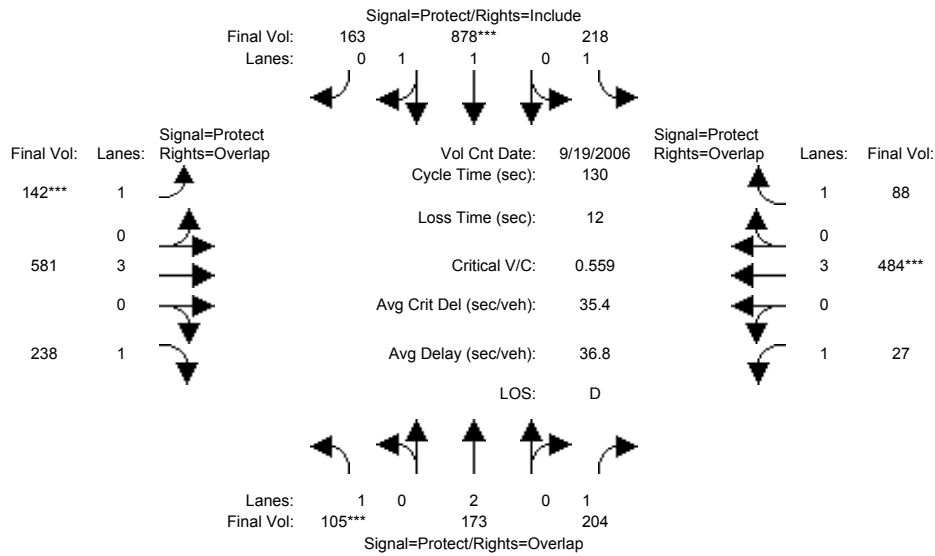 Signal=Protect/Rights=Include
Final Vol: 163 878*** 218
Lanes: 0 1 1 0 1
Signal=Protect
Final Vol: Lanes: Rights=Overlap
Vol Cnt Date: 9/19/2006
Signal=Protect
Rights=Overlap Lanes: Final Vol:
Cycle Time (sec): 130
142*** 1
1 88
Loss Time (sec): 12
0
0
581 3
Critical V/C: 0.559
3 484***
0
Avg Crit Del (sec/veh): 35.4
0
238 1
Avg Delay (sec/veh): 36.8
1 27
LOS: D
Lanes: 1 0 2 0 1
Final Vol: 105*** 173 204
Signal=Protect/Rights=Overlap